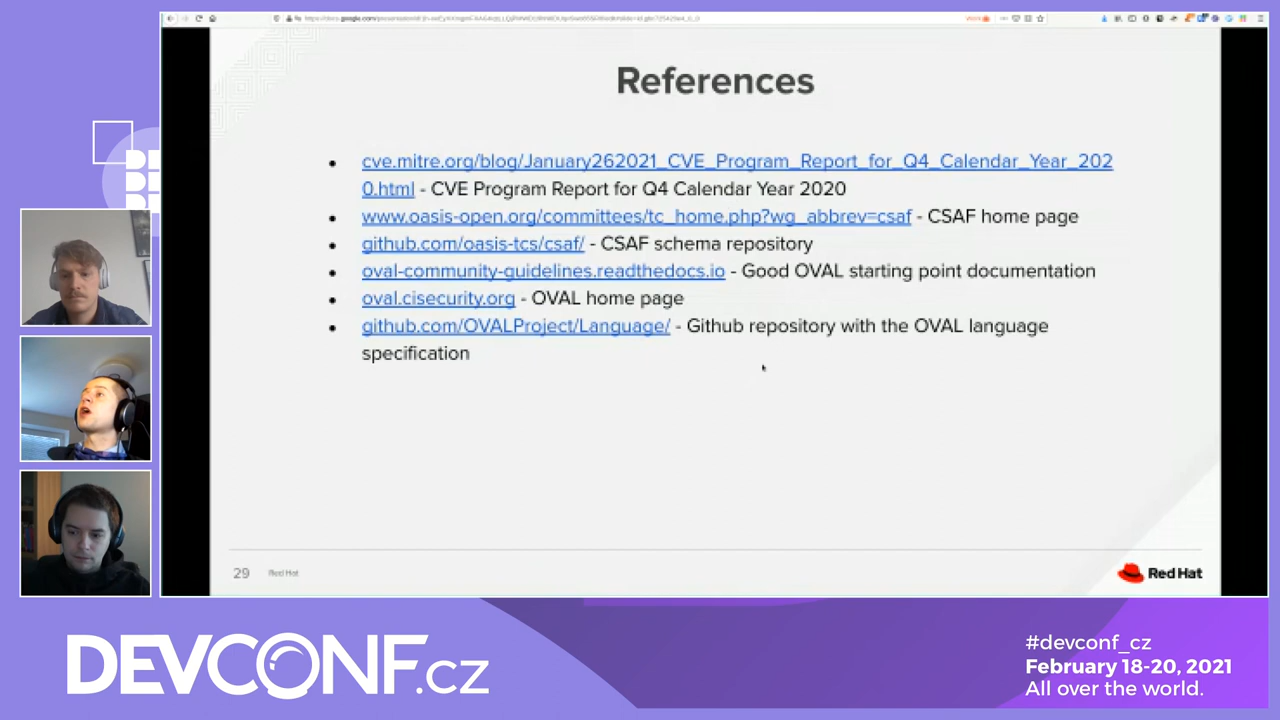 References
cve.mitre.org/blog/January262021_CVE_Program_Report_for_Q4_Calendar_Year_202
0.html - CVE Program Report for Q4 Calendar Year 2020
www.oasis-open.org/committees/tc_home.php?wg_abbrev=csaf - CSAF home page
github.com/oasis-tcs/csaf/ - CSAF schema repository
oval-community-guidelines.readthedocs.io - Good OVAL starting point documentation
oval.cisecurity.org - OVAL home page
github.com/OVALProject/Language/ - Github repository with the OVAL language
specification
29 Red Hat
Red Hat
DEVCONF.cz
#devconf_cz
February 18-20, 2021
All over the world.